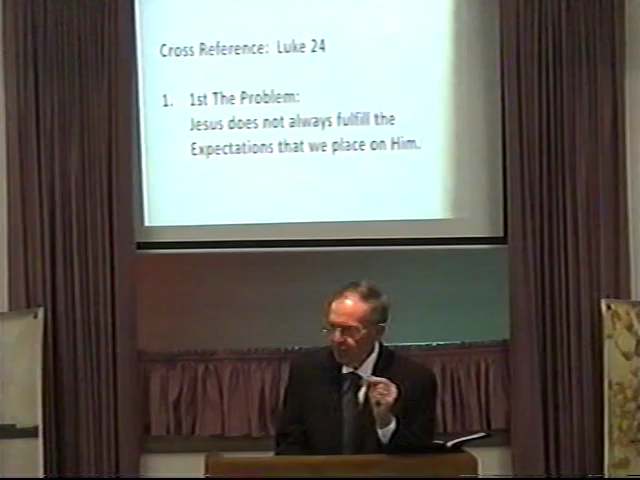 Cross Reference: Luke 24
1. 1st The Problem:
Jesus does not always fulfill the
Expectations that we place on Him.